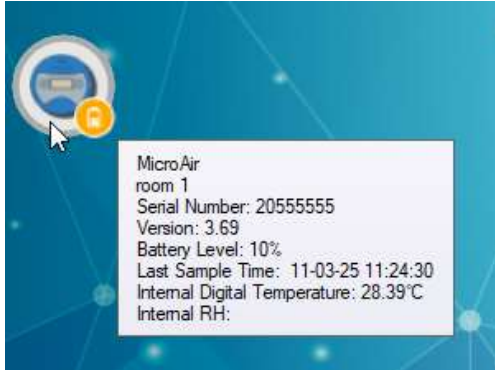 MicroAir
room 1
Serial Number: 20555555
Version: 3.69
Battery Level: 10%
Last Sample Time:  11-03-25 11:24:30
Internal Digital Temperature: 28.39°C
Internal RH: